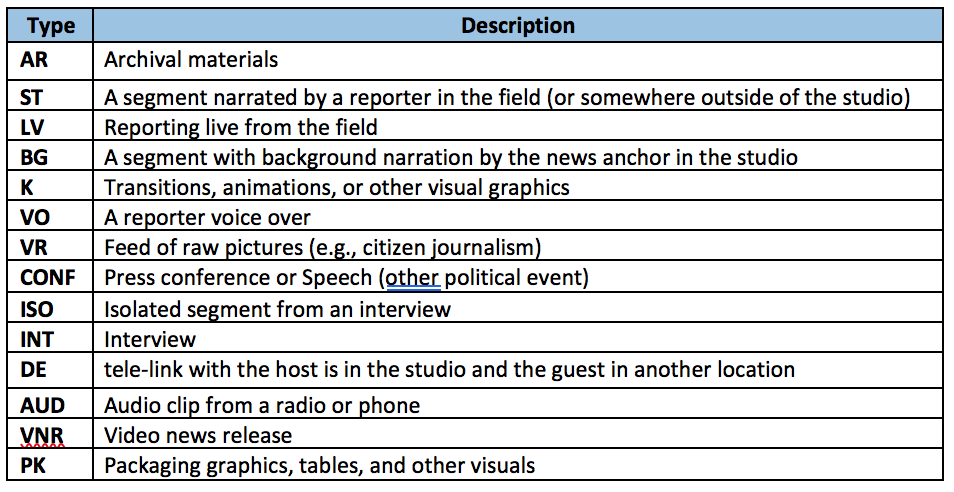 Type Description
AR Archival materials
ST A segment narrated by a reporter in the field (or somewhere outside of the studio)
LV Reporting live from the field
BG A segment with background narration by the news anchor in the studio
K Transitions, animations, or other visual graphics
VO A reporter voice over
VR Feed of raw pictures (e.g., citizen journalism)
CONF Press conference or Speech (other political event)
ISO Isolated segment from an interview
INT Interview
DE tele-link with the host is in the studio and the guest in another location
AUD Audio clip from a radio or phone
VNR Video news release
PK Packaging graphics, tables, and other visuals